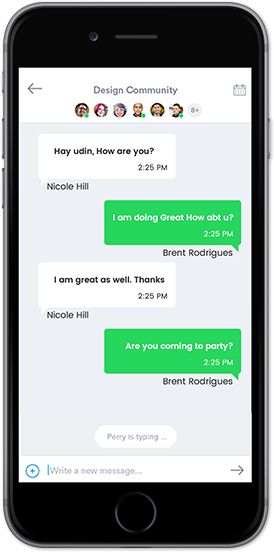 Design Community
8+
Hay udin, How are you?
2:25 PM
Nicole Hill
I am doing Great How abt u?
2:25 PM
Brent Rodrigues
I am great as well. Thanks
2:25 PM
Nicole Hill
Are you coming to party?
2:25 PM
Brent Rodrigues
Perry is typing ...
Write a new message...